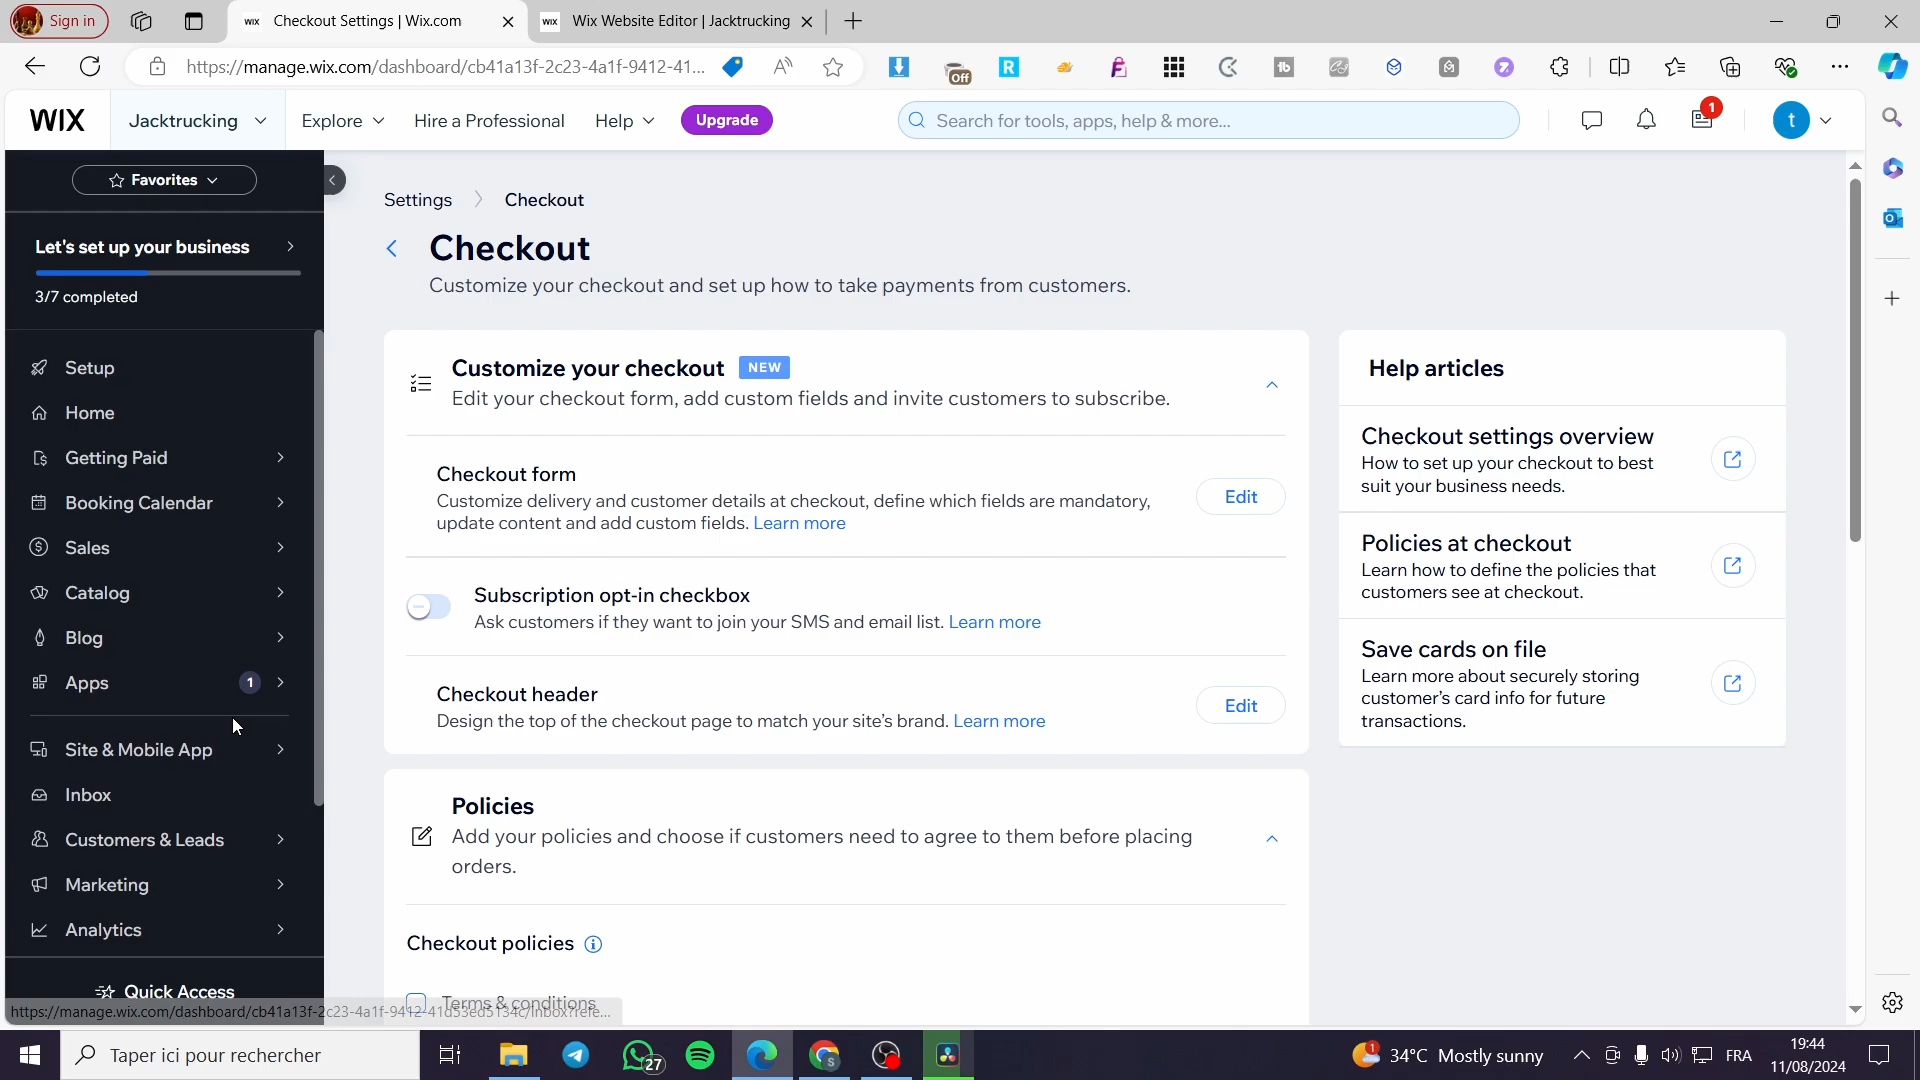 Sign in
WIX
Checkout Settings | Wix.com
WIX
Wix Website Editor | Jacktrucking
https://manage.wix.com/dashboard/cb41a13f-2c23-4a1f-9412-41...
Off
WIX
Jacktrucking
Explore
Hire a Professional
Help
Upgrade
Search for tools, apps, help & more...
1
t
Favorites
Let's set up your business
3/7 completed
Setup
Home
Getting Paid
Booking Calendar
Sales
Catalog
Blog
Apps
1
Site & Mobile App
Inbox
Customers & Leads
Marketing
Analytics
Quick Access
Settings
Checkout
Checkout
Customize your checkout and set up how to take payments from customers.
Customize your checkout
NEW
Edit your checkout form, add custom fields and invite customers to subscribe.
Checkout form
Customize delivery and customer details at checkout, define which fields are mandatory,
update content and add custom fields. Learn more
Edit
Subscription opt-in checkbox
Ask customers if they want to join your SMS and email list. Learn more
Checkout header
Design the top of the checkout page to match your site's brand. Learn more
Edit
Policies
Add your policies and choose if customers need to agree to them before placing
orders.
Checkout policies
Terms & conditions
Help articles
Checkout settings overview
How to set up your checkout to best
suit your business needs.
Policies at checkout
Learn how to define the policies that
customers see at checkout.
Save cards on file
Learn more about securely storing
customer's card info for future
transactions.
https://manage.wix.com/dashboard/cb41a13f-2c23-4a1f-9412-41d53ed5134c/inbox?refe...
Taper ici pour rechercher
27
1
34°C Mostly sunny
FRA
19:44
11/08/2024